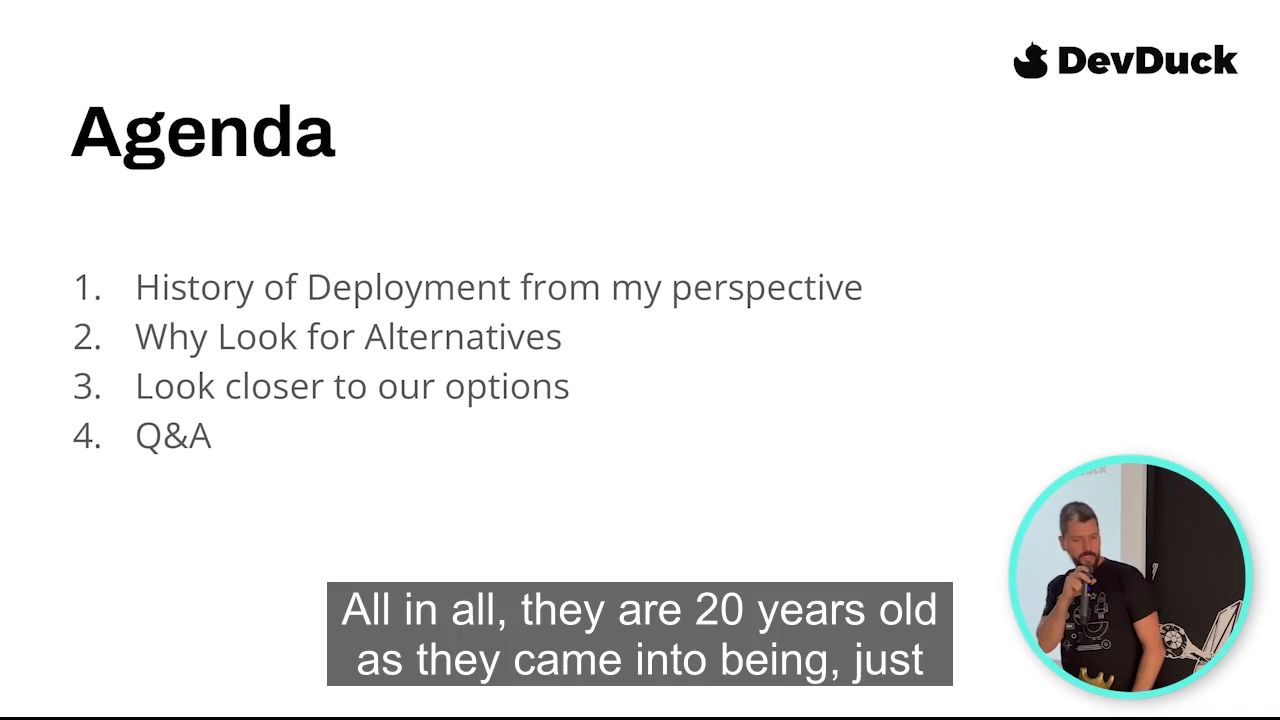 DevDuck
Agenda
1. History of Deployment from my perspective
2. Why Look for Alternatives
3. Look closer to our options
4. Q&A
All in all, they are 20 years old
as they came into being, just